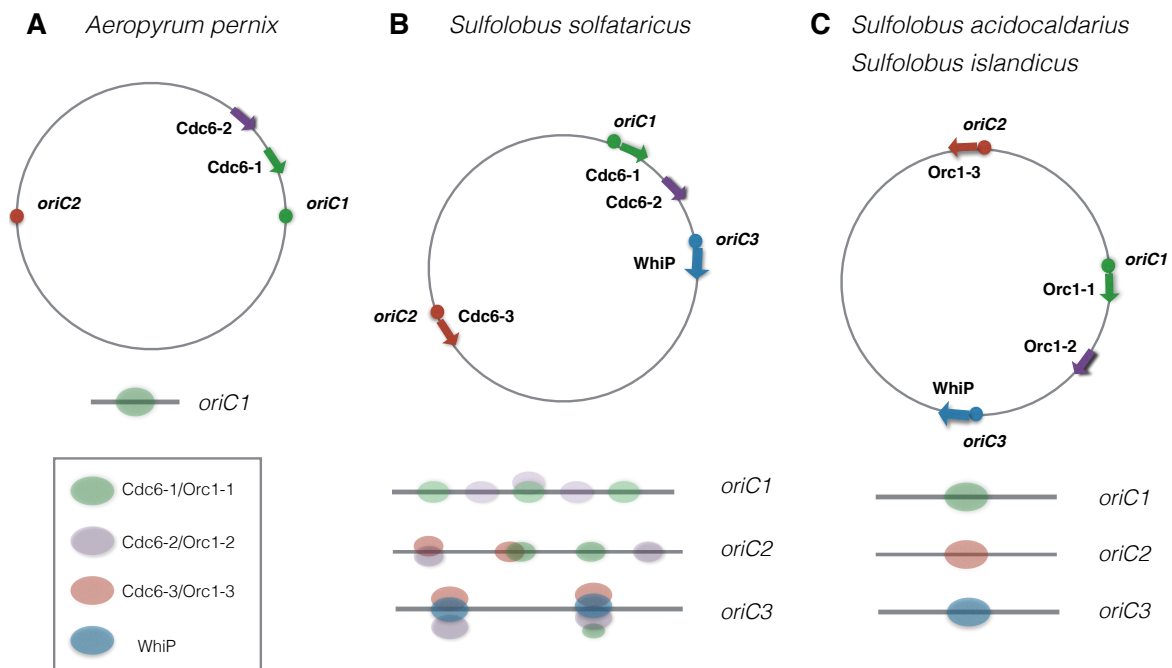 A Aeropyrum pernix
Cdc6-2
Cdc6-1
oriC2
oriC1
oriC1
Cdc6-1/Orc1-1
Cdc6-2/Orc1-2
Cdc6-3/Orc1-3
WhiP
B Sulfolobus solfataricus
oriC1
Cdc6-1
Cdc6-2
oriC3
WhiP
oriC2 Cdc6-3
oriC1
oriC2
oriC3
C Sulfolobus acidocaldarius
Sulfolobus islandicus
oriC2
Orc1-3
oriC1
Orc1-1
Orc1-2
WhiP
oriC3
oriC1
oriC2
oriC3